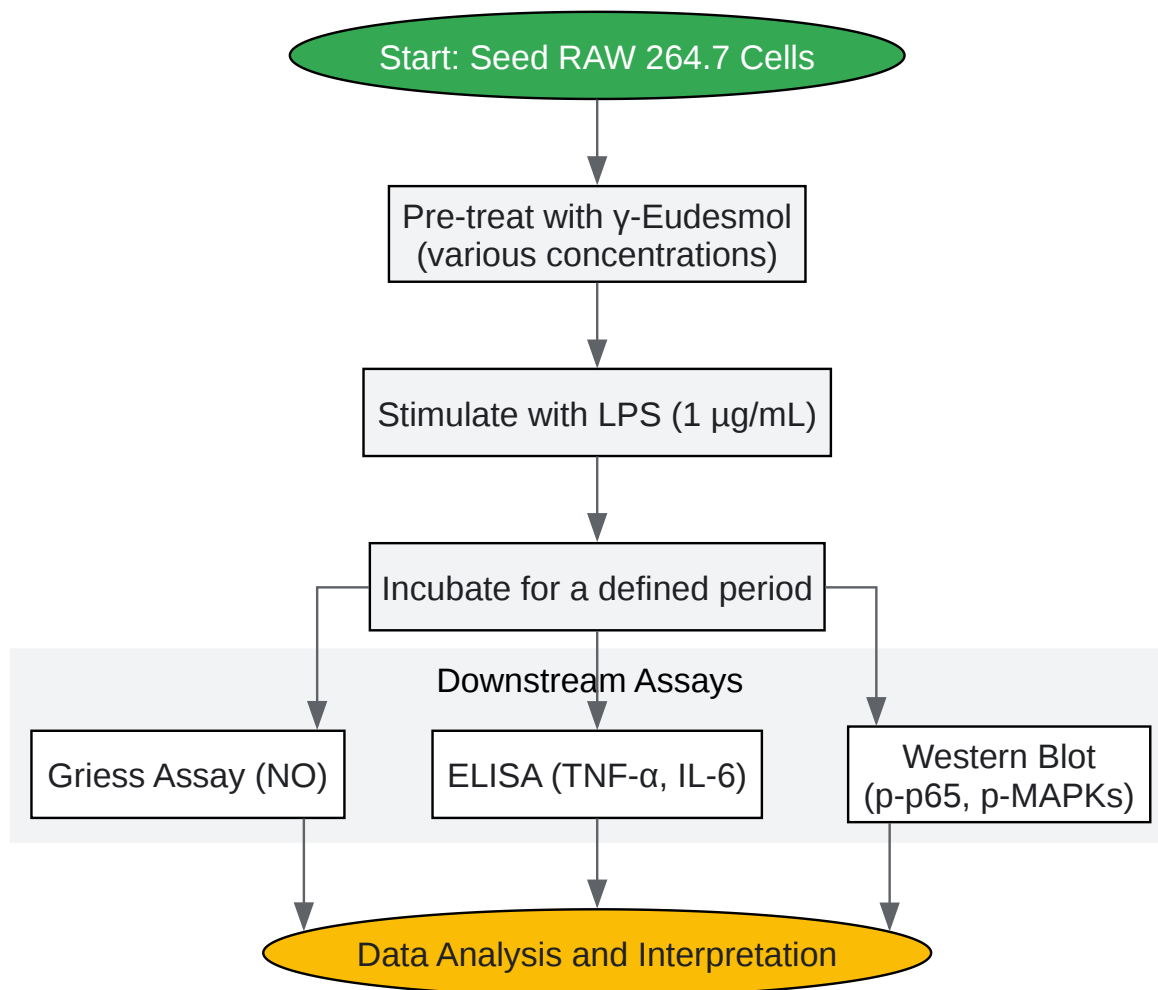 Start: Seed RAW 264.7 Cells
Pre-treat with γ-Eudesmol
(various concentrations)
Stimulate with LPS (1 µg/mL)
Incubate for a defined period
Downstream Assays
Griess Assay (NO)
ELISA (TNF-α, IL-6)
Western Blot
(p-p65, p-MAPKs)
Data Analysis and Interpretation